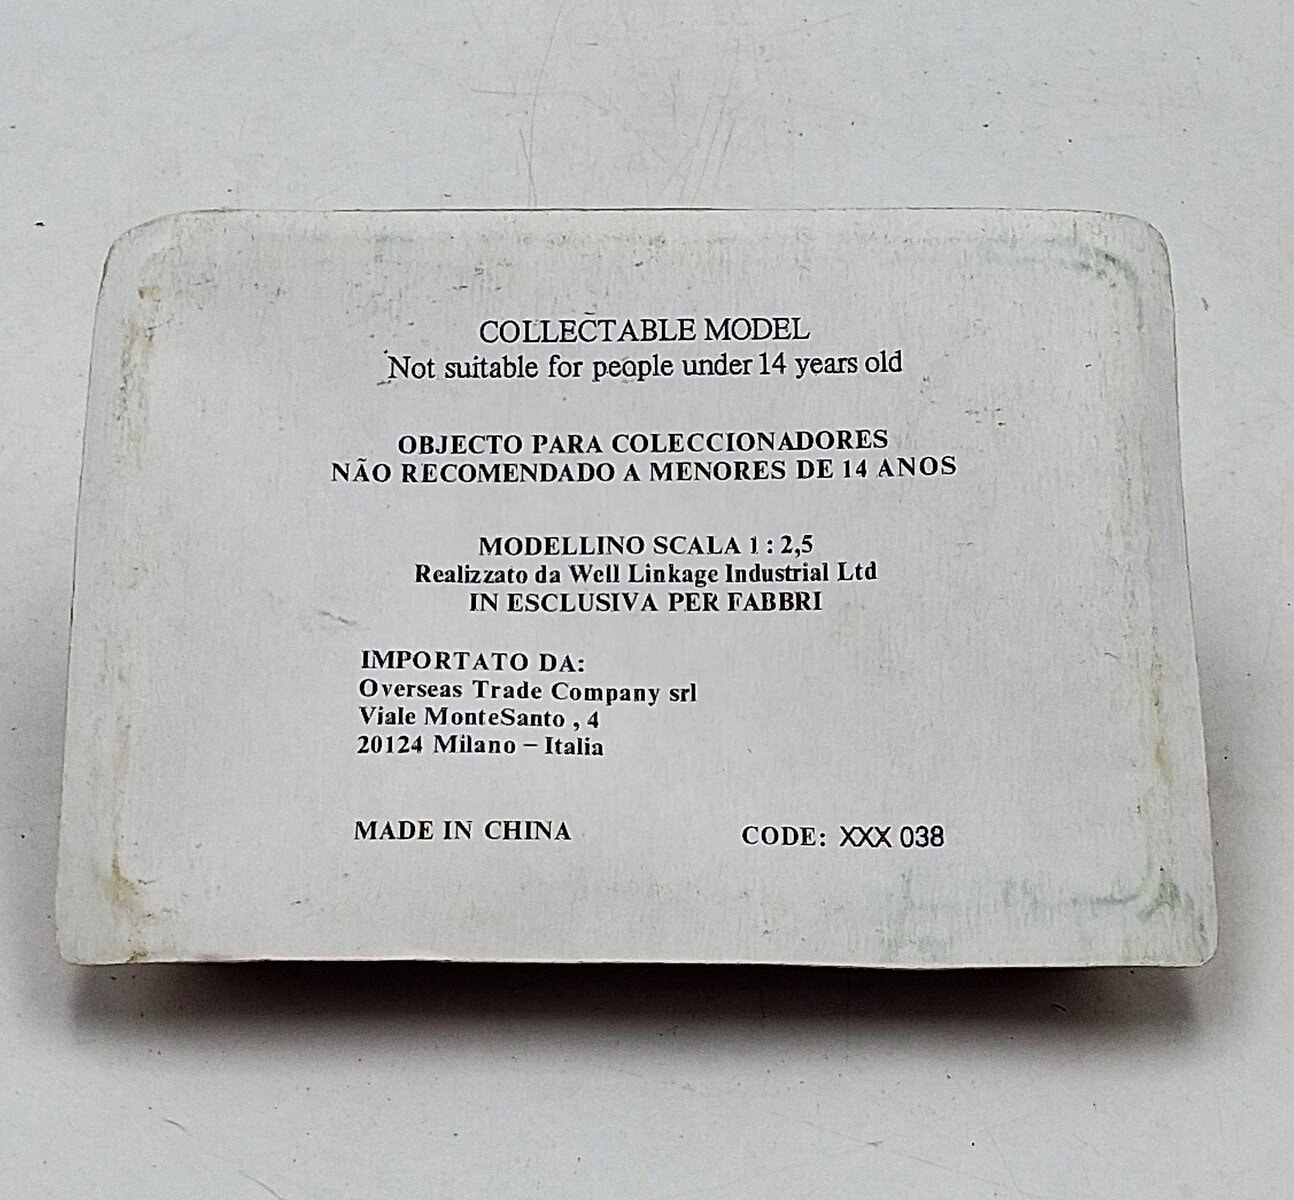 COLLECTABLE MODEL
Not suitable for people under 14 years old
OBJECTO PARA COLECCIONADORES
NÃO RECOMENDADO A MENORES DE 14 ANOS
MODELLINO SCALA 1 : 2,5
Realizzato da Well Linkage Industrial Ltd
IN ESCLUSIVA PER FABBRI
IMPORTATO DA:
Overseas Trade Company srl
Viale MonteSanto , 4
20124 Milano – Italia
MADE IN CHINA
CODE: XXX 038